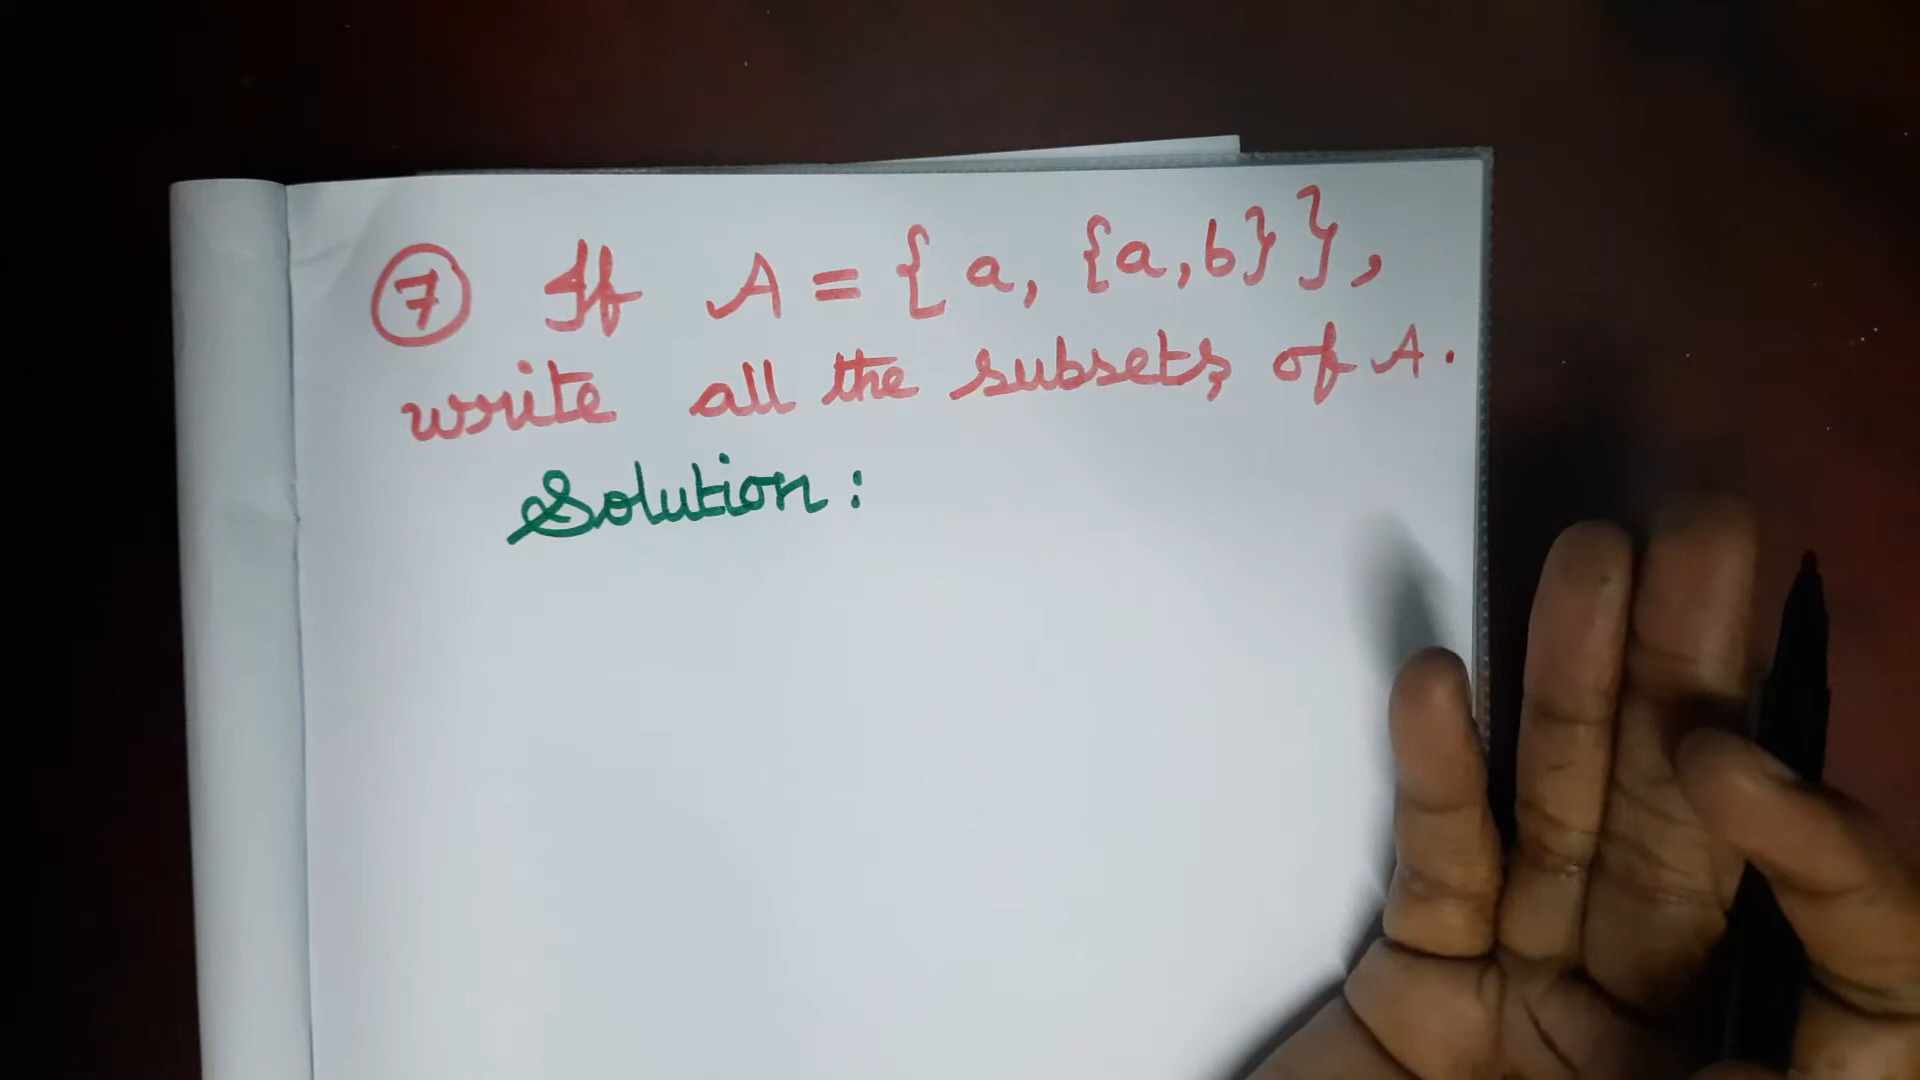 7 If A = { a, {a, b} },
write all the subsets of A.
Solution: